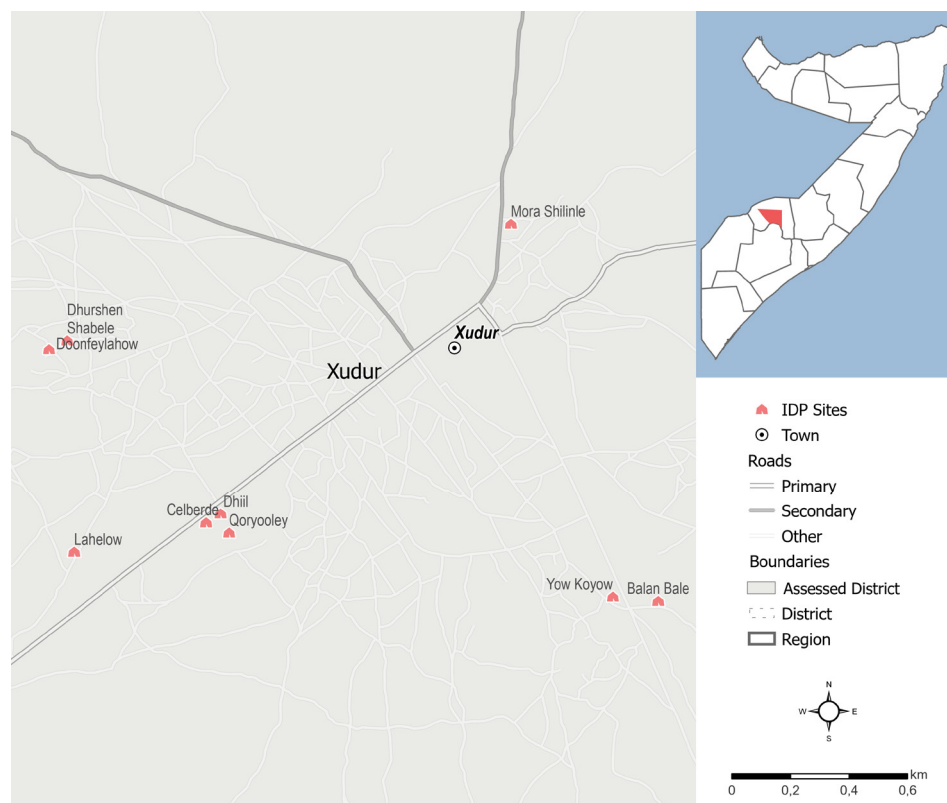 Mora Shilinle
Dhurshen
Shabele
Doonfeylahow
Xudur
Xudur
Dhiil
Celberde
Qoryooley
Lahelow
Yow Koyow
Balan Bale
IDP Sites
Town
Roads
Primary
Secondary
Other
Boundaries
Assessed District
District
Region
N
W E
S
km
0 0,2 0,4 0,6